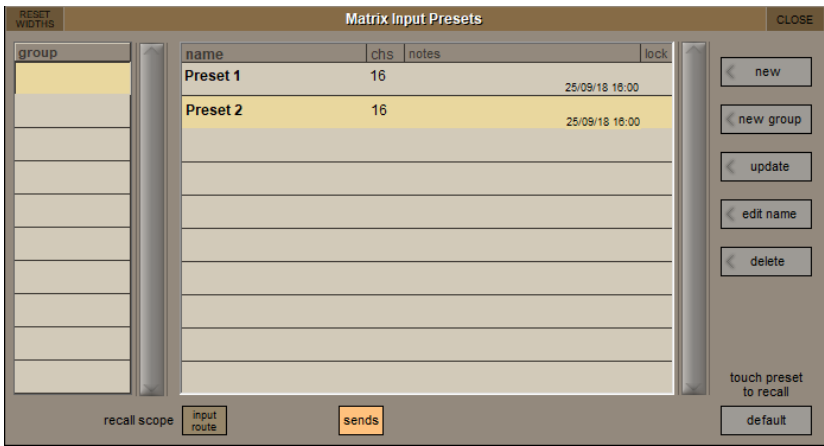 RESET
WIDTHS
Matrix Input Presets
CLOSE
group
name chs notes lock
Preset 1 16
25/09/18 16:00
Preset 2 16
25/09/18 16:00
new
new group
update
edit name
delete
touch preset
to recall
recall scope
input
route
sends
default